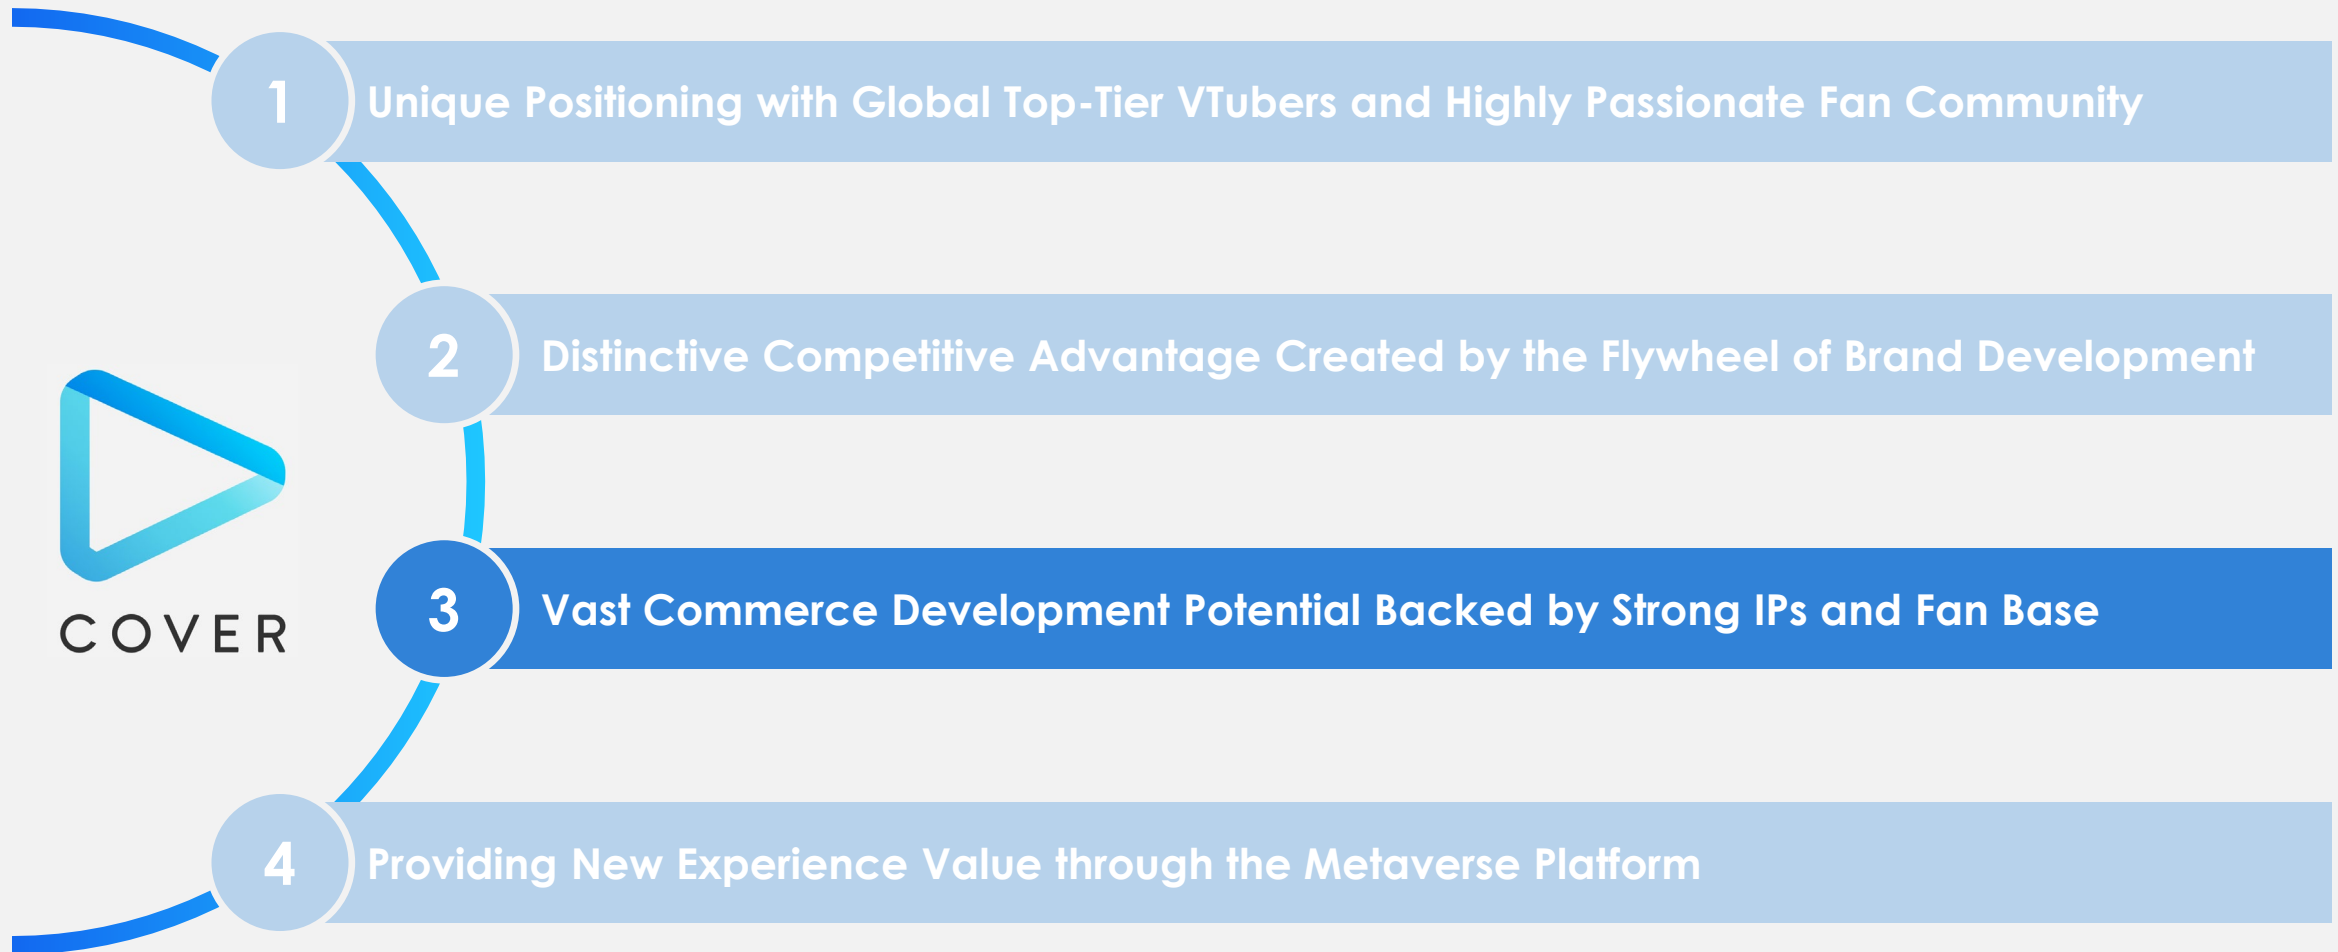 1
Unique Positioning with Global Top-Tier VTubers and Highly Passionate Fan Community
2
Distinctive Competitive Advantage Created by the Flywheel of Brand Development
COVER
3
Vast Commerce Development Potential Backed by Strong IPs and Fan Base
4
Providing New Experience Value through the Metaverse Platform